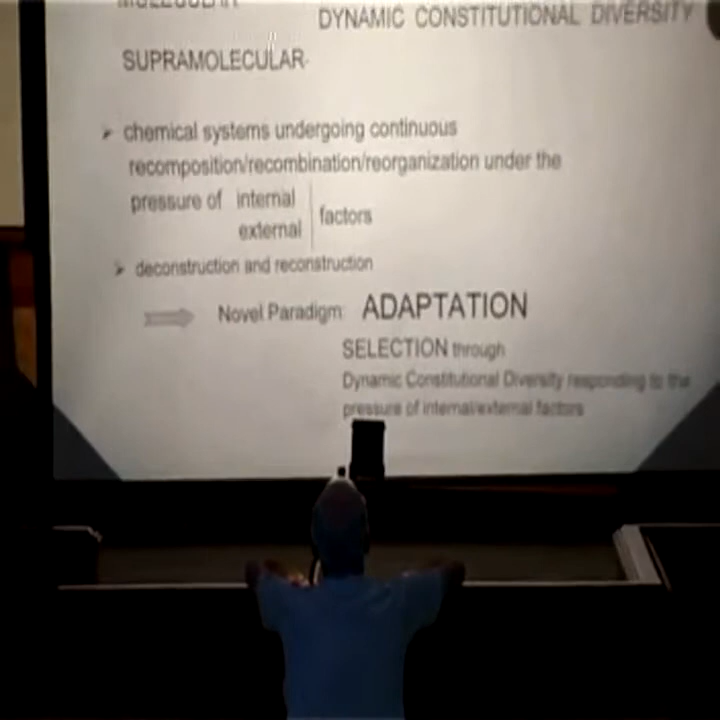 MOLECULAR
DYNAMIC CONSTITUTIONAL DIVERSITY
SUPRAMOLECULAR
➢ chemical systems undergoing continuous
recomposition/recombination/reorganization under the
pressure of internal
external
factors
➢ deconstruction and reconstruction
Novel Paradigm ADAPTATION
SELECTION through
Dynamic Constitutional Diversity responding to the
pressure of internal/external factors